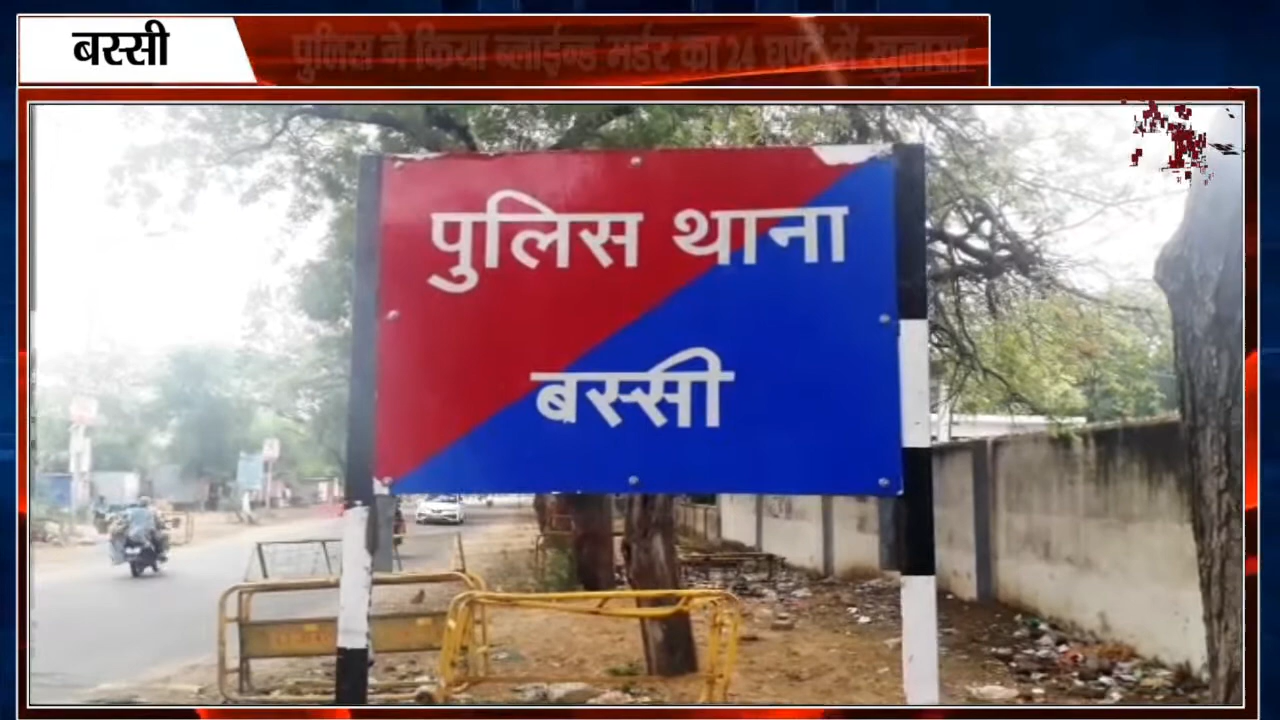 बस्सी
पुलिस ने किया ब्लाईन्ड मर्डर का 24 घण्टे में खुलासा
पुलिस थाना
बस्सी